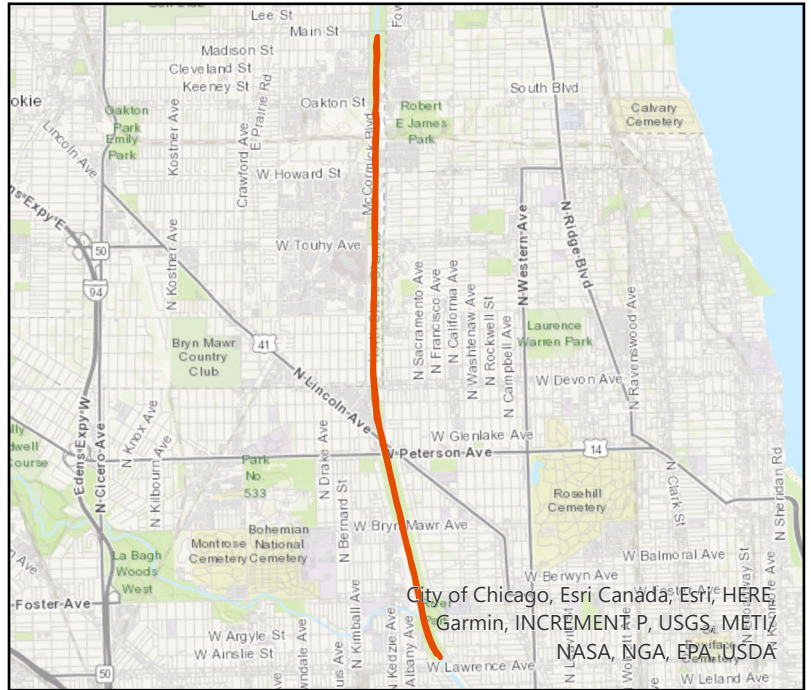 Lee St
Main St
Madison St
Cleveland St
Keeney St
E Prairie Rd
South Blvd
okie
Oakton
Park
Emily
Park
Lincoln Ave
Kostner Ave
Crawford Ave
Oakton St
Robert
E James
Park
Calvary
Cemetery
McCormick Blvd
W Howard St
N Kostner Ave
W Touhy Ave
N Western Ave
N Ridge Blvd
50
94
N Sacramento Ave
N Francisco Ave
N California Ave
N Washtenaw Ave
N Rockwell St
N Campbell Ave
Laurence
Warren Park
N Ravenswood Ave
Bryn Mawr
Country
Club
41
N Lincoln Ave
W Devon Ave
Edens Expy W
N Cicero Ave
N Knox Ave
N Kilbourn Ave
W Glenlake Ave
W Peterson Ave
14
Course
Park
No.
533
N Drake Ave
N Bernard St
N Clark St
N Sheridan Rd
Rosehill
Cemetery
Montrose
Cemetery
Bohemian
National
Cemetery
W Bryn Mawr Ave
La Bagh
Woods
West
W Balmoral Ave
W Berwyn Ave
Foster Ave
N Kimball Ave
N Kedzie Ave
Albany Ave
W Argyle St
W Ainslie St
50
W Lawrence Ave
W Leland Ave
City of Chicago, Esri Canada, Esri, HERE,
Garmin, INCREMENT P, USGS, METI/
NASA, NGA, EPA, USDA